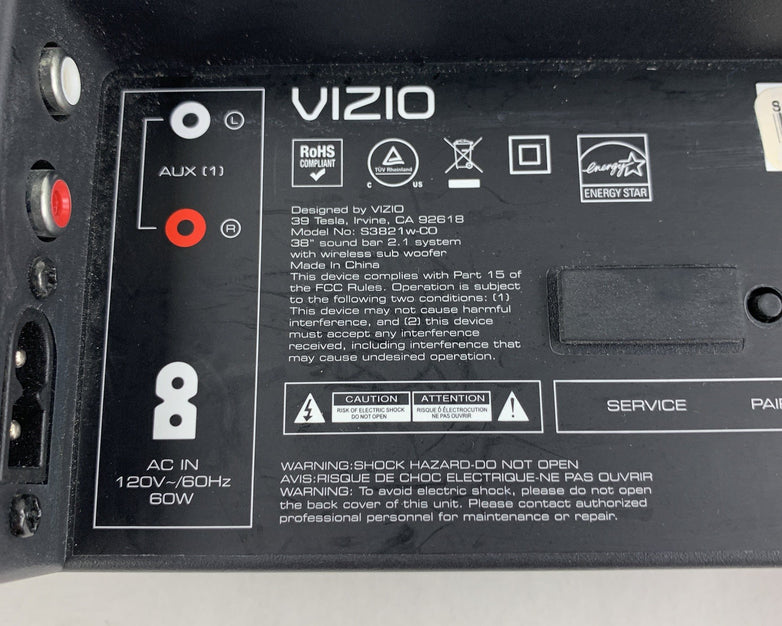 VIZIO
L
AUX (1)
R
RoHS
COMPLIANT
TÜV Rheinland
C US
energy
ENERGY STAR
Designed by VIZIO
39 Tesla, Irvine, CA 92618
Model No: S3821w-CO
38" sound bar 2.1 system
with wireless sub woofer
Made In China
This device complies with Part 15 of
the FCC Rules. Operation is subject
to the following two conditions: (1)
This device may not cause harmful
interference, and (2) this device
must accept any interference
received, including interference that
may cause undesired operation.
CAUTION
RISK OF ELECTRIC SHOCK
DO NOT OPEN
ATTENTION
RISQUE Ô ÉLECTROCUTION
NE PAS OUVRIR
SERVICE
PAI
AC IN
120V~/60Hz
60W
WARNING:SHOCK HAZARD-DO NOT OPEN
AVIS:RISQUE DE CHOC ELECTRIQUE-NE PAS OUVRIR
WARNING: To avoid electric shock, please do not open
the back cover of this unit. Please contact authorized
professional personnel for maintenance or repair.